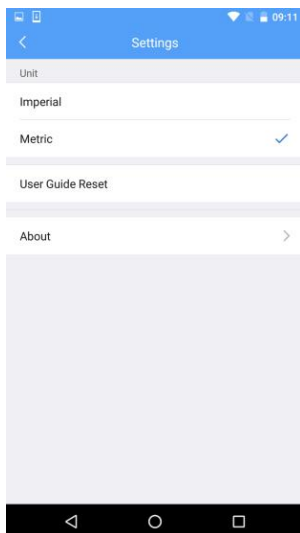 09:11
Settings
Unit
Imperial
Metric
User Guide Reset
About